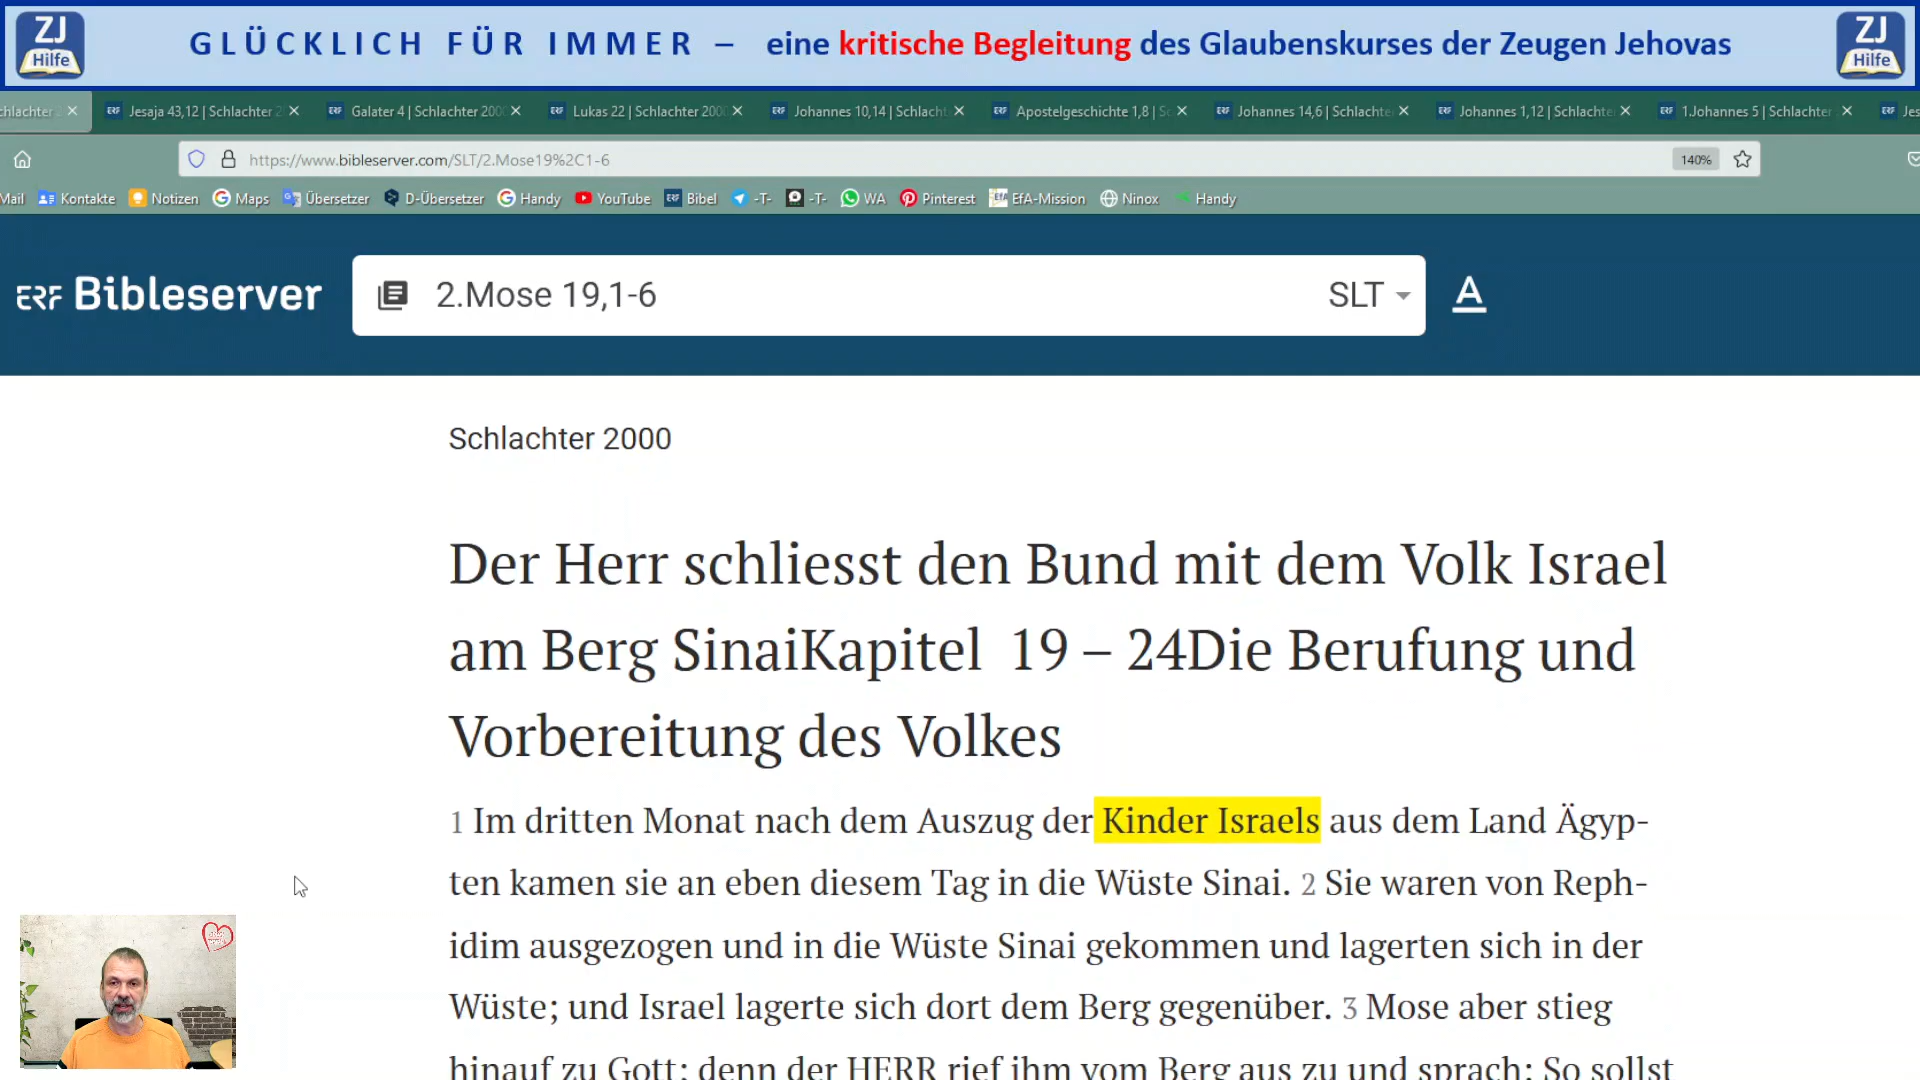 ZJ
Hilfe
GLÜCKLICH FÜR IMMER – eine kritische Begleitung des Glaubenskurses der Zeugen Jehovas
ZJ
Hilfe
chlachter 2 Jesaja 43,12 | Schlachter 2 Galater 4 | Schlachter 200 Lukas 22 | Schlachter 200 Johannes 10,14 | Schlacht Apostelgeschichte 1,8 | Sc Johannes 14,6 | Schlachte Johannes 1,12 | Schlachte 1.Johannes 5 | Schlachter Jes
https://www.bibleserver.com/SLT/2.Mose19%2C1-6 140%
Mail Kontakte Notizen Maps Übersetzer D-Übersetzer Handy YouTube Bibel -T- -T- WA Pinterest EfA-Mission Ninox Handy
ERF Bibleserver 2.Mose 19,1-6 SLT A
Schlachter 2000
Der Herr schliesst den Bund mit dem Volk Israel
am Berg SinaiKapitel 19 – 24Die Berufung und
Vorbereitung des Volkes
1 Im dritten Monat nach dem Auszug der Kinder Israels aus dem Land Ägyp-
ten kamen sie an eben diesem Tag in die Wüste Sinai. 2 Sie waren von Reph-
idim ausgezogen und in die Wüste Sinai gekommen und lagerten sich in der
Wüste; und Israel lagerte sich dort dem Berg gegenüber. 3 Mose aber stieg
hinauf zu Gott; denn der HERR rief ihm vom Berg aus zu und sprach: So sollst